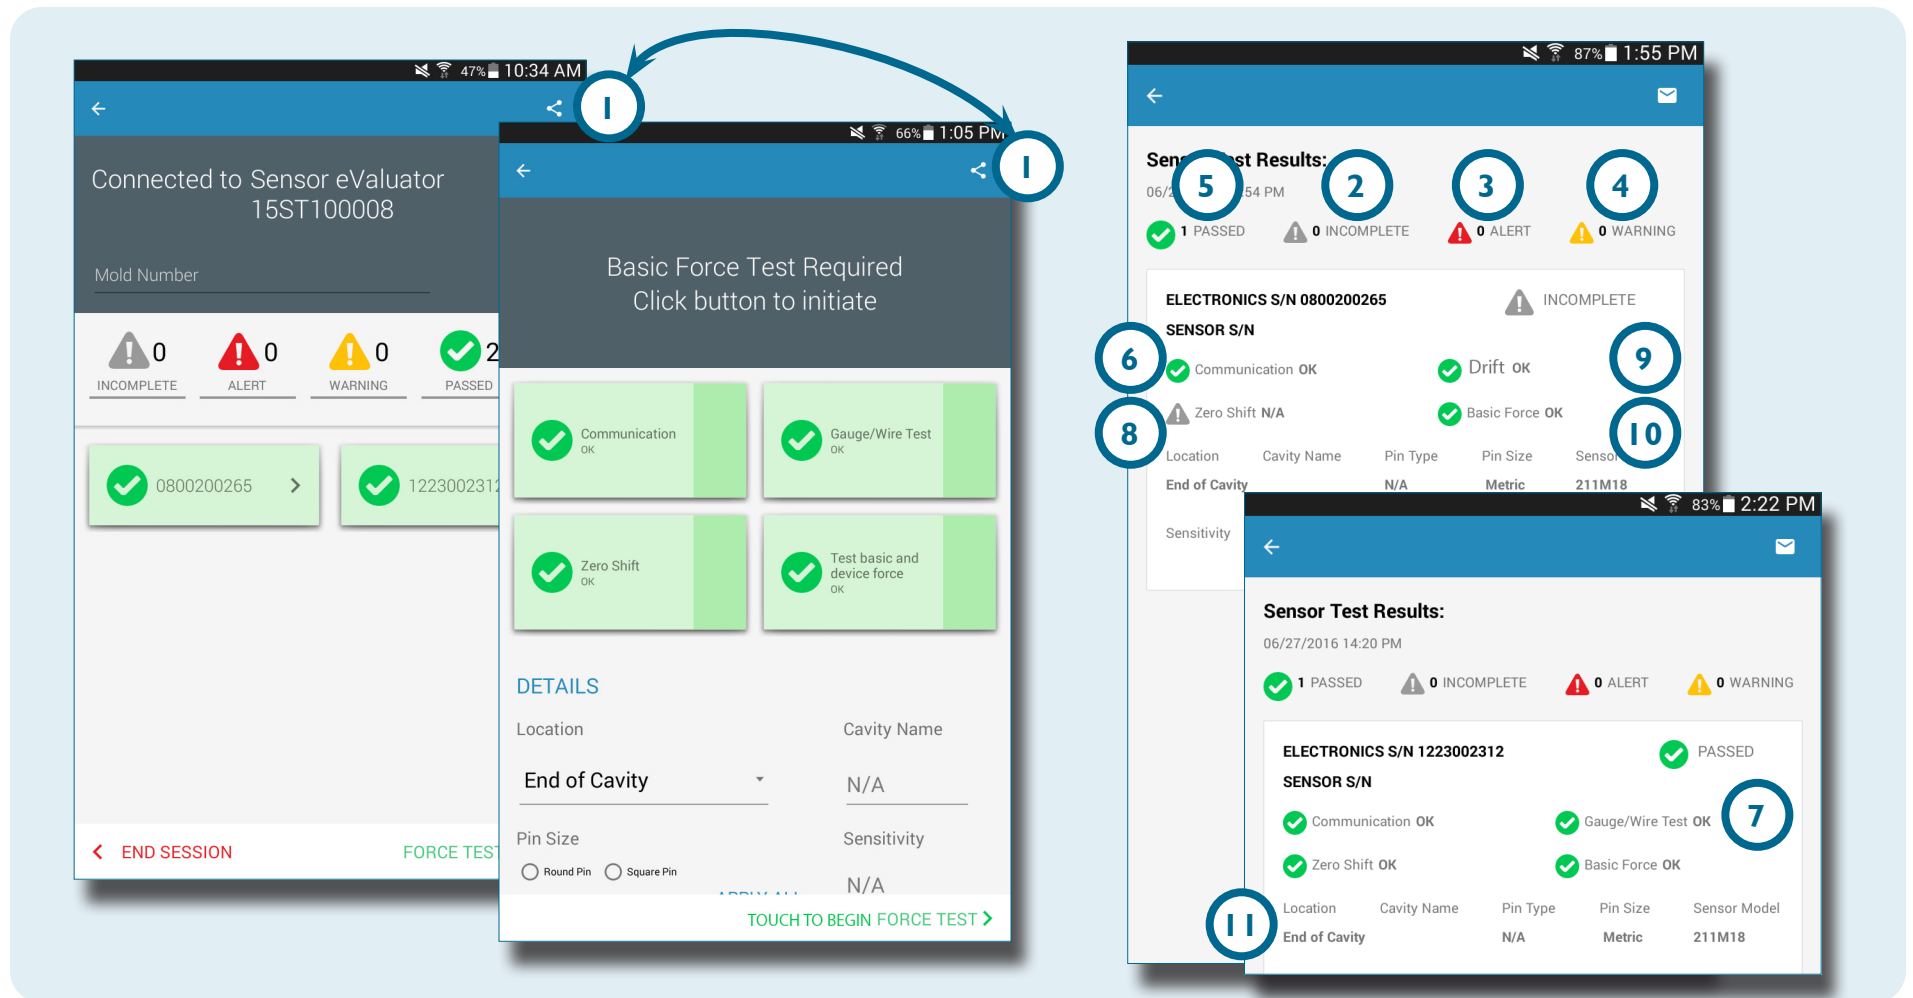 47% 10:34 AM
Connected to Sensor eValuator
15ST100008
Mold Number
0
INCOMPLETE
0
ALERT
0
WARNING
2
PASSED
0800200265
1223002312
END SESSION
FORCE TEST
1
66% 1:05 PM
1
Basic Force Test Required
Click button to initiate
Communication
OK
Gauge/Wire Test
OK
Zero Shift
OK
Test basic and
device force
OK
DETAILS
Location
Cavity Name
End of Cavity
N/A
Pin Size
Sensitivity
Round Pin
Square Pin
APPLY ALL
N/A
TOUCH TO BEGIN FORCE TEST
87% 1:55 PM
Results:
54 PM
5
2
3
4
1 PASSED
0 INCOMPLETE
0 ALERT
0 WARNING
ELECTRONICS S/N 0800200265
INCOMPLETE
SENSOR S/N
6
Communication OK
Drift OK
9
8
Zero Shift N/A
Basic Force OK
10
Location
Cavity Name
Pin Type
Pin Size
Sensor
End of Cavity
N/A
Metric
211M18
Sensitivity
83% 2:22 PM
Sensor Test Results:
06/27/2016 14:20 PM
1 PASSED
0 INCOMPLETE
0 ALERT
0 WARNING
ELECTRONICS S/N 1223002312
PASSED
SENSOR S/N
Communication OK
Gauge/Wire Test OK
7
Zero Shift OK
Basic Force OK
11
Location
Cavity Name
Pin Type
Pin Size
Sensor Model
End of Cavity
N/A
Metric
211M18